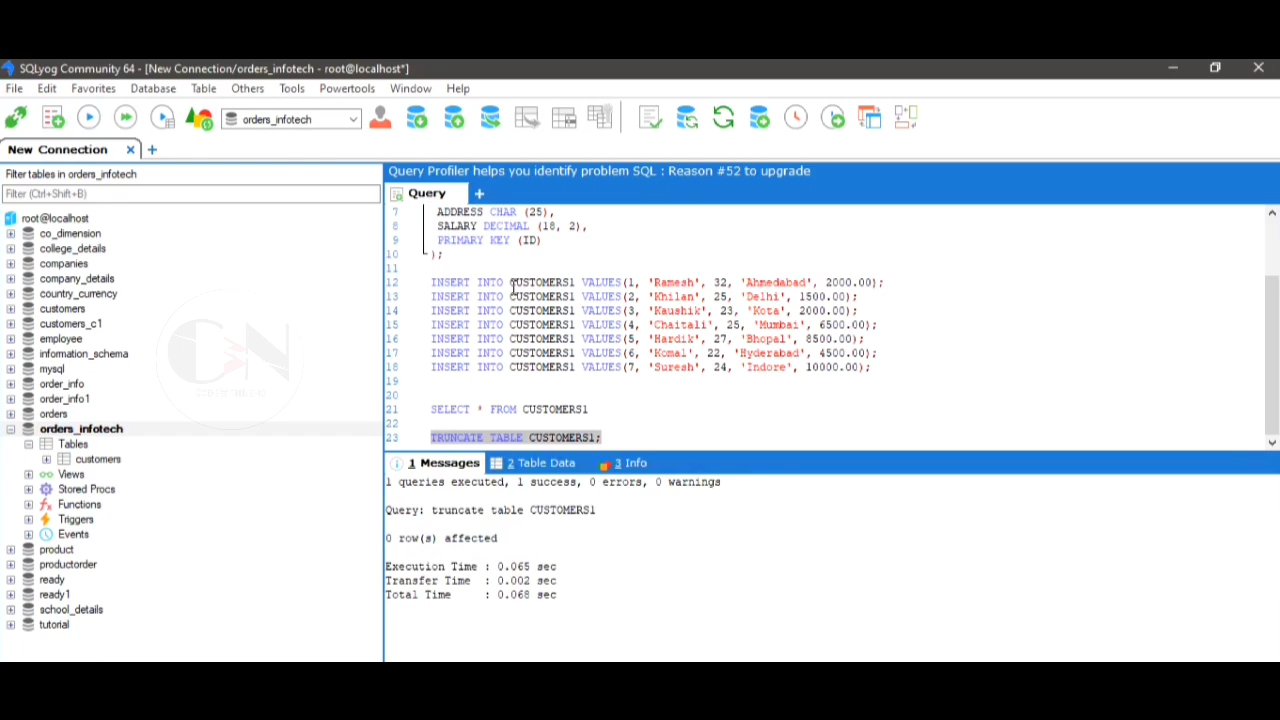 SQLyog Community 64 - [New Connection/orders_infotech - root@localhost*]
File Edit Favorites Database Table Others Tools Powertools Window Help
orders_infotech
New Connection
Filter tables in orders_infotech
Filter (Ctrl+Shift+B)
root@localhost
co_dimension
college_details
companies
company_details
country_currency
customers
customers_c1
employee
information_schema
mysql
order_info
order_info1
orders
orders_infotech
Tables
customers
Views
Stored Procs
Functions
Triggers
Events
product
productorder
ready
ready1
school_details
tutorial
Query Profiler helps you identify problem SQL : Reason #52 to upgrade
Query
7 ADDRESS CHAR (25),
8 SALARY DECIMAL (18, 2),
9 PRIMARY KEY (ID)
10 );
11
12 INSERT INTO CUSTOMERS1 VALUES(1, 'Ramesh', 32, 'Ahmedabad', 2000.00);
13 INSERT INTO CUSTOMERS1 VALUES(2, 'Khilan', 25, 'Delhi', 1500.00);
14 INSERT INTO CUSTOMERS1 VALUES(3, 'Kaushik', 23, 'Kota', 2000.00);
15 INSERT INTO CUSTOMERS1 VALUES(4, 'Chaitali', 25, 'Mumbai', 6500.00);
16 INSERT INTO CUSTOMERS1 VALUES(5, 'Hardik', 27, 'Bhopal', 8500.00);
17 INSERT INTO CUSTOMERS1 VALUES(6, 'Komal', 22, 'Hyderabad', 4500.00);
18 INSERT INTO CUSTOMERS1 VALUES(7, 'Suresh', 24, 'Indore', 10000.00);
19
20
21 SELECT * FROM CUSTOMERS1
22
23 TRUNCATE TABLE CUSTOMERS1;
1 Messages 2 Table Data 3 Info
1 queries executed, 1 success, 0 errors, 0 warnings
Query: truncate table CUSTOMERS1
0 row(s) affected
Execution Time : 0.065 sec
Transfer Time : 0.002 sec
Total Time : 0.068 sec